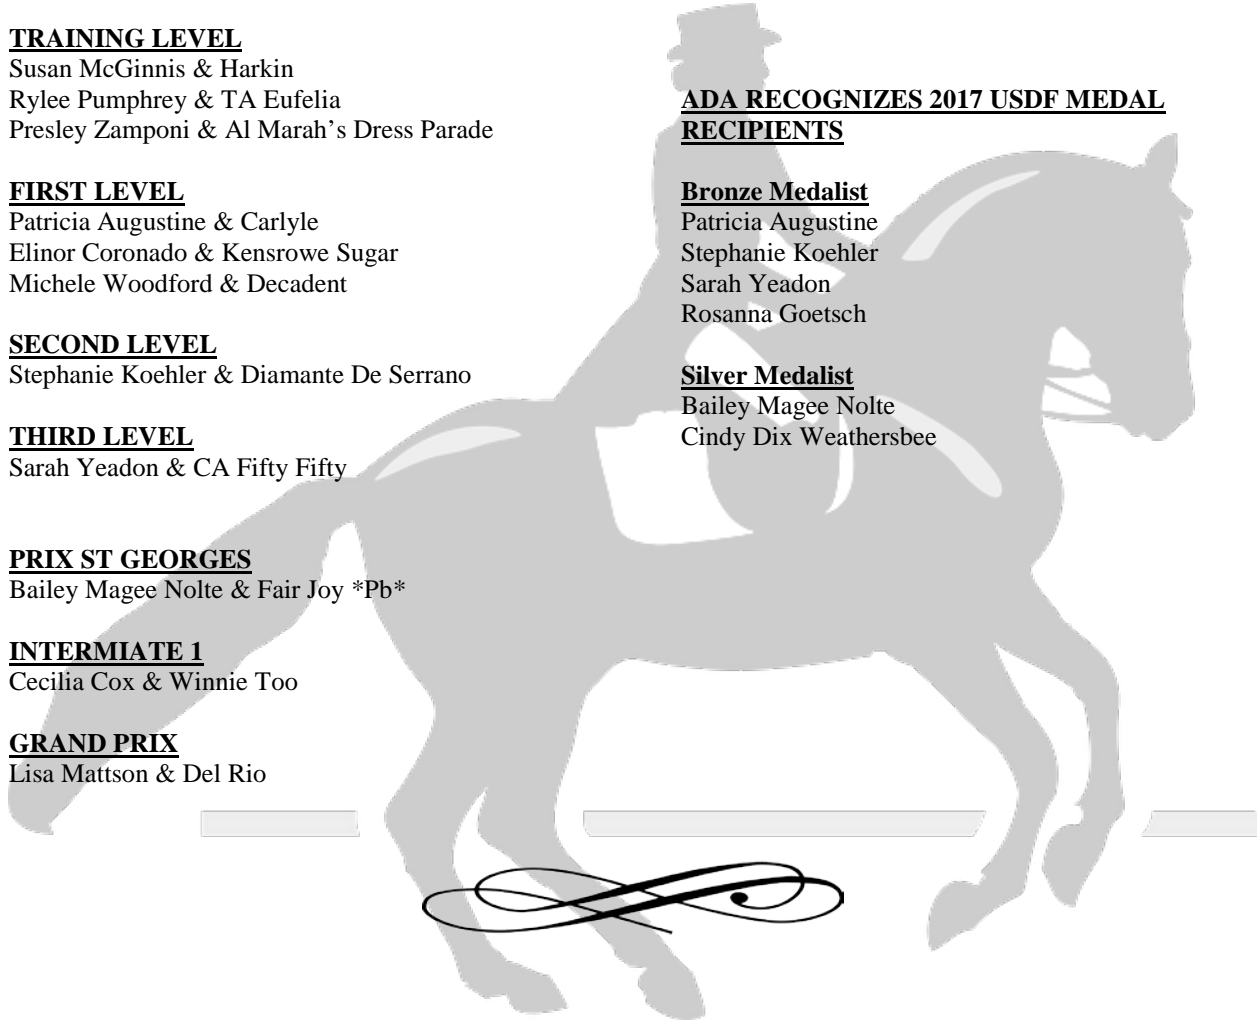 TRAINING LEVEL
Susan McGinnis & Harkin
Rylee Pumphrey & TA Eufelia
Presley Zamponi & Al Marah’s Dress Parade
FIRST LEVEL
Patricia Augustine & Carlyle
Elinor Coronado & Kensrowe Sugar
Michele Woodford & Decadent
SECOND LEVEL
Stephanie Koehler & Diamante De Serrano
THIRD LEVEL
Sarah Yeadon & CA Fifty Fifty
PRIX ST GEORGES
Bailey Magee Nolte & Fair Joy *Pb*
INTERMIATE 1
Cecilia Cox & Winnie Too
GRAND PRIX
Lisa Mattson & Del Rio
ADA RECOGNIZES 2017 USDF MEDAL
RECIPIENTS
Bronze Medalist
Patricia Augustine
Stephanie Koehler
Sarah Yeadon
Rosanna Goetsch
Silver Medalist
Bailey Magee Nolte
Cindy Dix Weathersbee